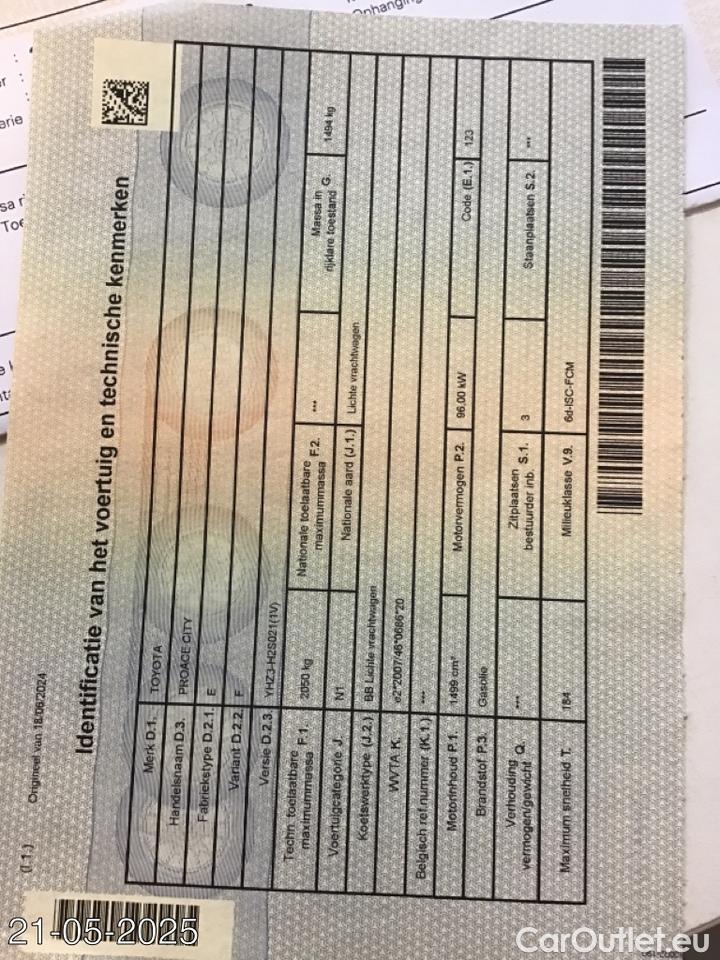 Onhanging
sa ri
(I.1.)
Origineel van 18/06/2024
Identificatie van het voertuig en technische kenmerken
Merk D.1. TOYOTA
Handelsnaam D.3. PROACE CITY
Fabriekstype D.2.1. E
Variant D.2.2. F
Versie D.2.3. YHZ3-H2S021(1V)
Techn. toelaatbare maximummassa F.1. 2050 kg Nationale toelaatbare maximummassa F.2. *** Massa in rijklare toestand G. 1494 kg
Voertuigcategorie J. N1 Nationale aard (J.1.) Lichte vrachtwagen
Koetswerktype (J.2.) BB Lichte vrachtwagen
WVTA K. e2*2007/46*0686*20
Belgisch ref.nummer (K.1.) ***
Motorinhoud P.1. 1499 cm³ Motorvermogen P.2. 96,00 kW Code (E.1.) 123
Brandstof P.3. Gasolie
Verhouding vermogen/gewicht Q. *** Zitplaatsen bestuurder inb. S.1. 3 Staanplaatsen S.2. ***
Maximum snelheid T. 184 Milieuklasse V.9. 6d-ISC-FCM
21-05-2025
CarOutlet.eu